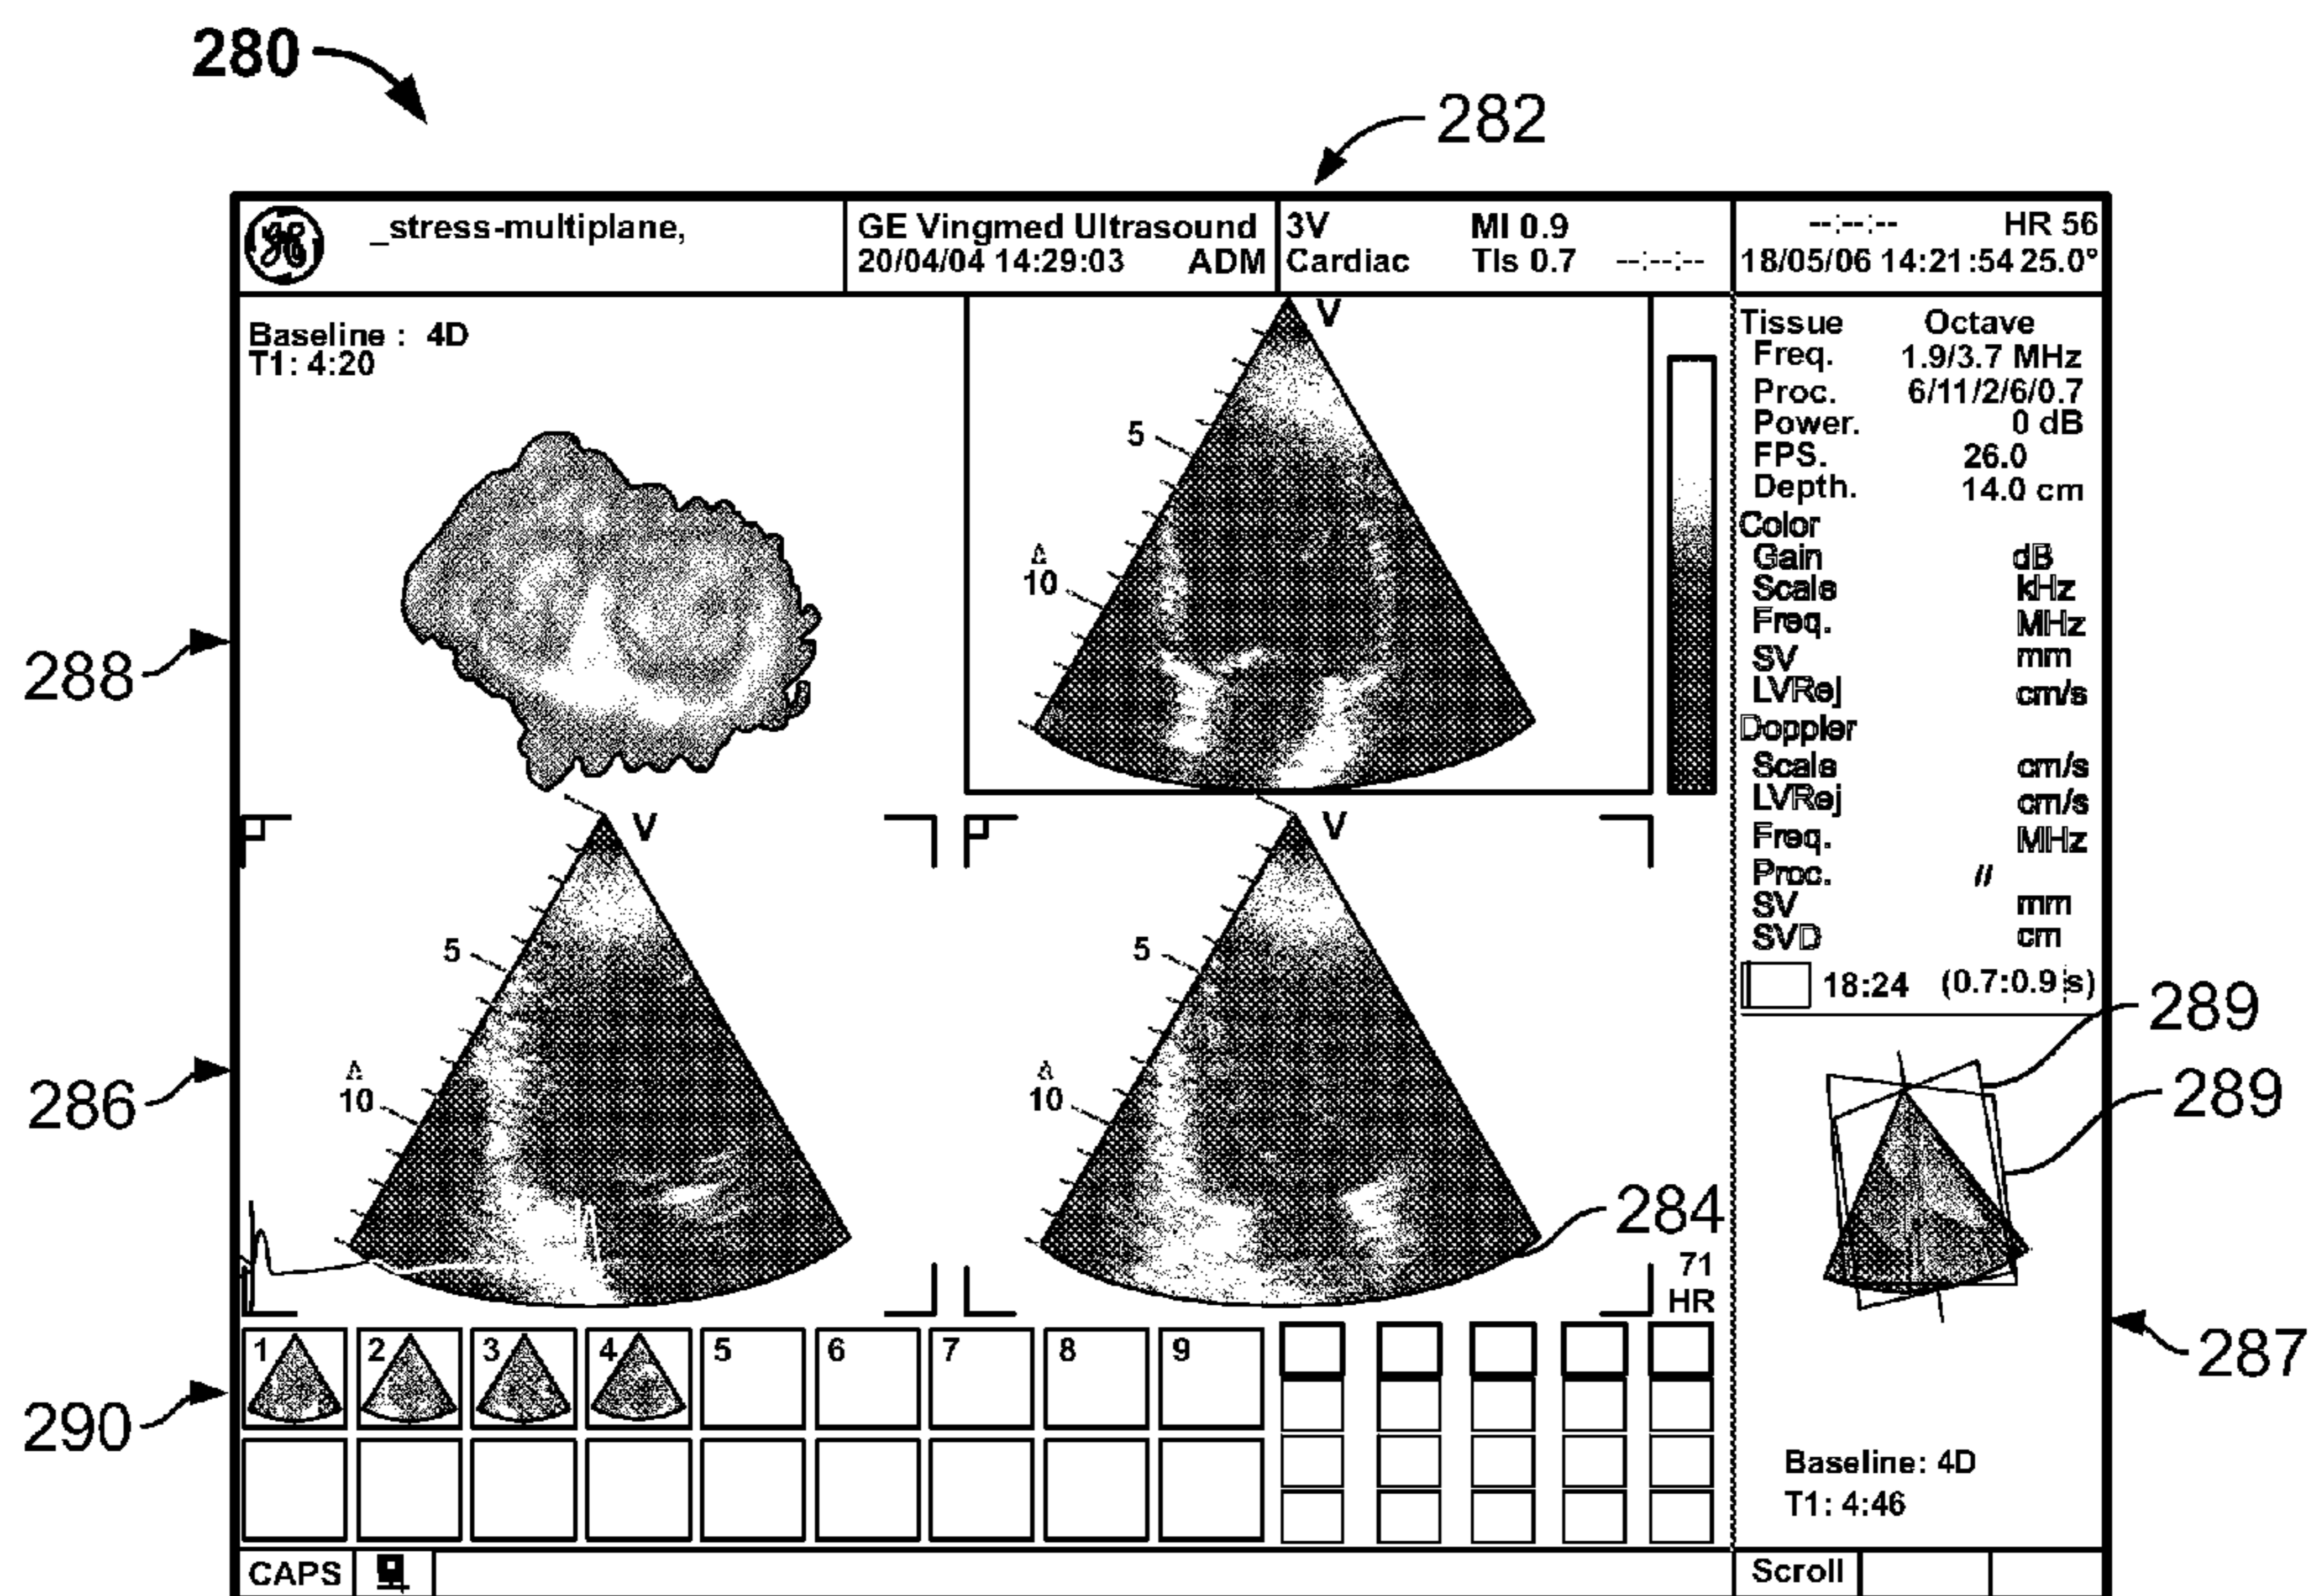 280
282
_stress-multiplane,
GE Vingmed Ultrasound
20/04/04 14:29:03 ADM
3V MI 0.9
Cardiac TIs 0.7 --:--:--
--:--:-- HR 56
18/05/06 14:21:54 25.0°
Baseline : 4D
T1: 4:20
V
5
10
288
V
5
10
286
V
5
10
284
71
HR
Tissue Octave
Freq. 1.9/3.7 MHz
Proc. 6/11/2/6/0.7
Power. 0 dB
FPS. 26.0
Depth. 14.0 cm
Color
Gain dB
Scale kHz
Freq. MHz
SV mm
LVRej cm/s
Doppler
Scale cm/s
LVRej cm/s
Freq. MHz
Proc. //
SV mm
SVD cm
18:24 (0.7:0.9 s)
289
289
287
Baseline: 4D
T1: 4:46
290
1 2 3 4 5 6 7 8 9
CAPS
Scroll